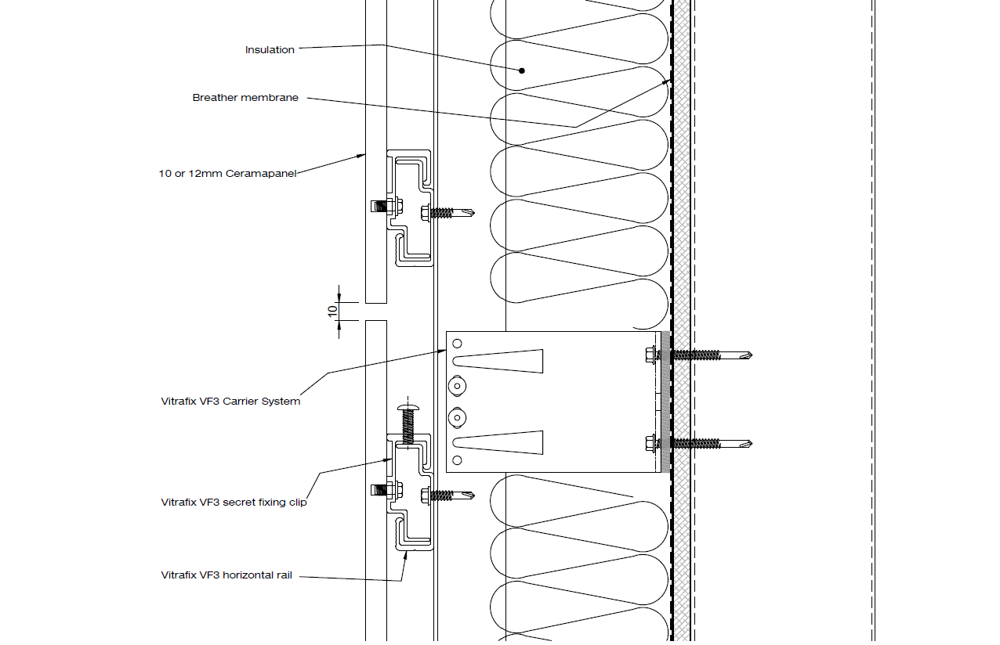 Insulation
Breather membrane
10 or 12mm Ceramapanel
10
Vitrafix VF3 Carrier System
Vitrafix VF3 secret fixing clip
Vitrafix VF3 horizontal rail